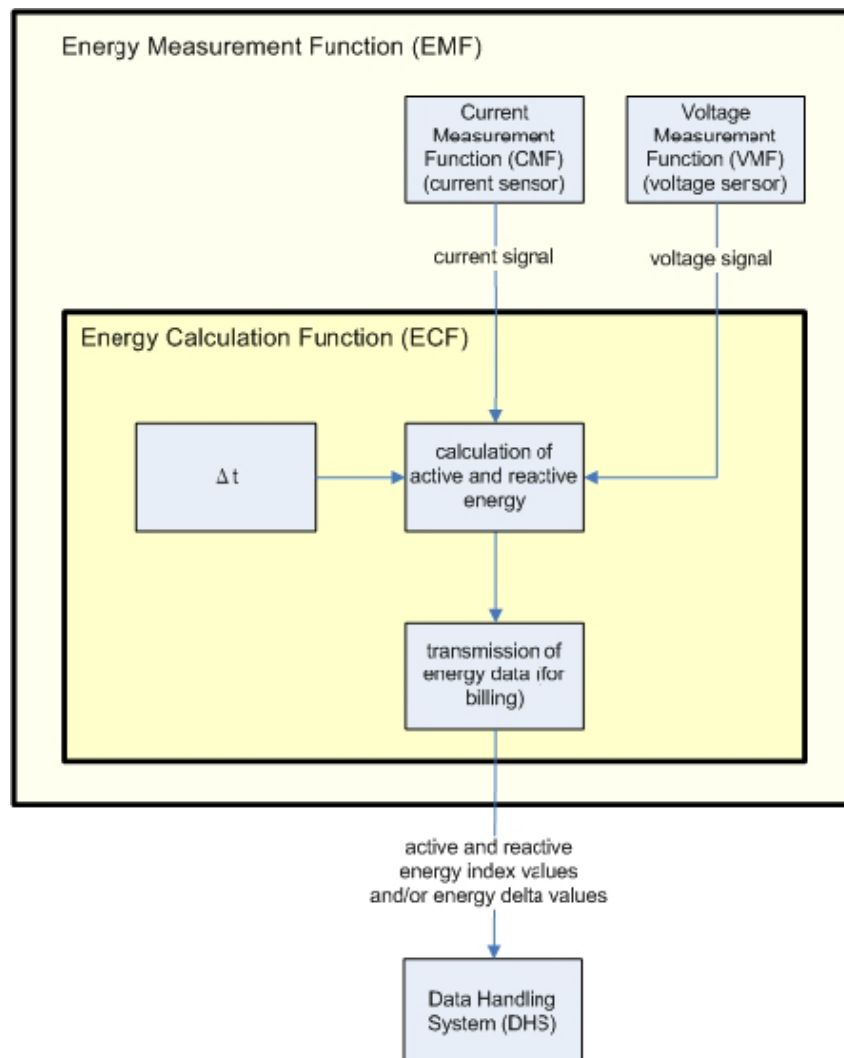 Energy Measurement Function (EMF)
Current
Measurement
Function (CMF)
(current sensor)
Voltage
Measurement
Function (VMF)
(voltage sensor)
current signal
voltage signal
Energy Calculation Function (ECF)
Δt
calculation of
active and reactive
energy
transmission of
energy data (for
billing)
active and reactive
energy index values
and/or energy delta values
Data Handling
System (DHS)